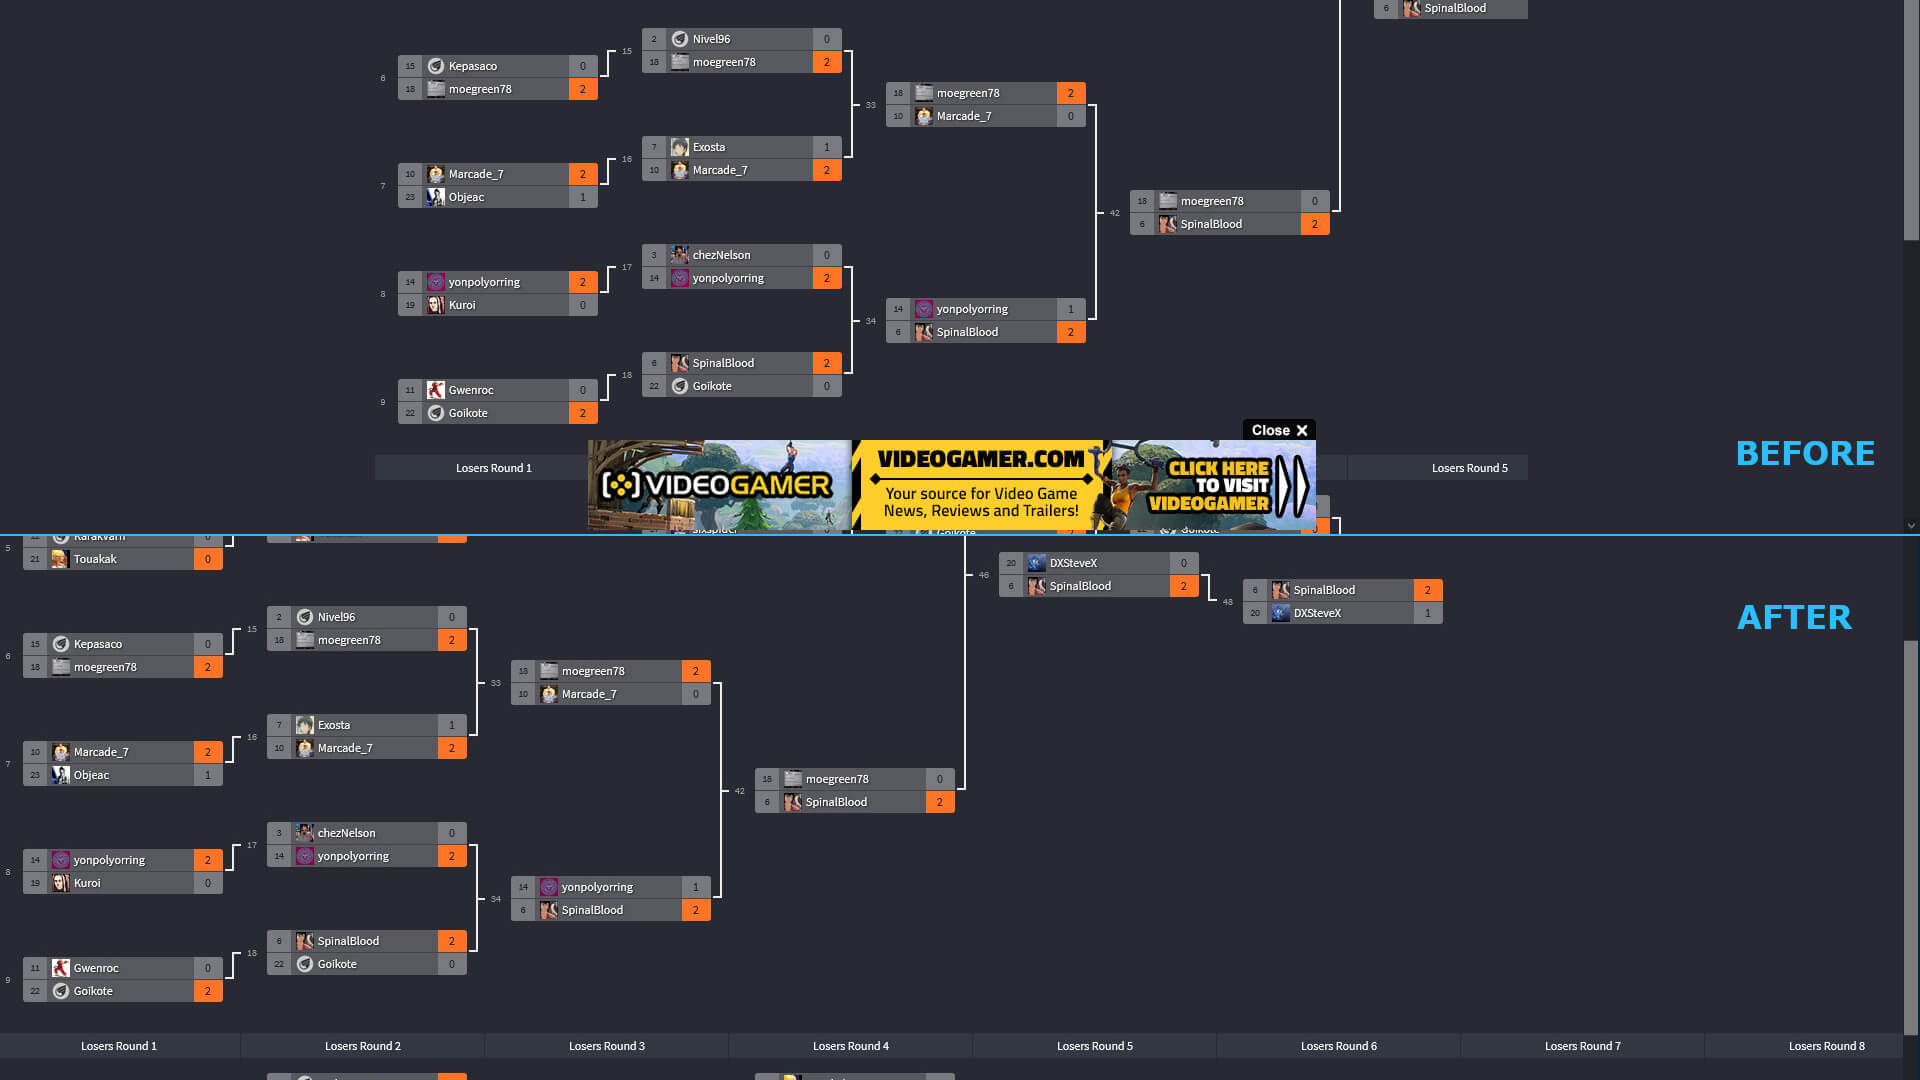 6 SpinalBlood
2 Nivel96 0
18 moegreen78 2
15
15 Kepasaco 0
18 moegreen78 2
6
18 moegreen78 2
10 Marcade_7 0
33
7 Exosta 1
10 Marcade_7 2
16
10 Marcade_7 2
23 Objeac 1
7
18 moegreen78 0
6 SpinalBlood 2
42
3 chezNelson 0
14 yonpolyorring 2
17
14 yonpolyorring 2
19 Kuroi 0
8
14 yonpolyorring 1
6 SpinalBlood 2
34
6 SpinalBlood 2
22 Goikote 0
18
11 Gwenroc 0
22 Goikote 2
9
Close X
Losers Round 1
Losers Round 5
VIDEOGAMER
VIDEOGAMER.COM
Your source for Video Game
News, Reviews and Trailers!
CLICK HERE
TO VISIT
VIDEOGAMER
BEFORE
Goikote
Goikote
5
21 Touakak 0
20 DXSteveX 0
6 SpinalBlood 2
46
48
6 SpinalBlood 2
20 DXSteveX 1
AFTER
2 Nivel96 0
18 moegreen78 2
15
6
15 Kepasaco 0
18 moegreen78 2
33
18 moegreen78 2
10 Marcade_7 0
7 Exosta 1
10 Marcade_7 2
16
7
10 Marcade_7 2
23 Objeac 1
42
18 moegreen78 0
6 SpinalBlood 2
3 chezNelson 0
14 yonpolyorring 2
17
8
14 yonpolyorring 2
19 Kuroi 0
34
14 yonpolyorring 1
6 SpinalBlood 2
6 SpinalBlood 2
22 Goikote 0
18
9
11 Gwenroc 0
22 Goikote 2
Losers Round 1
Losers Round 2
Losers Round 3
Losers Round 4
Losers Round 5
Losers Round 6
Losers Round 7
Losers Round 8